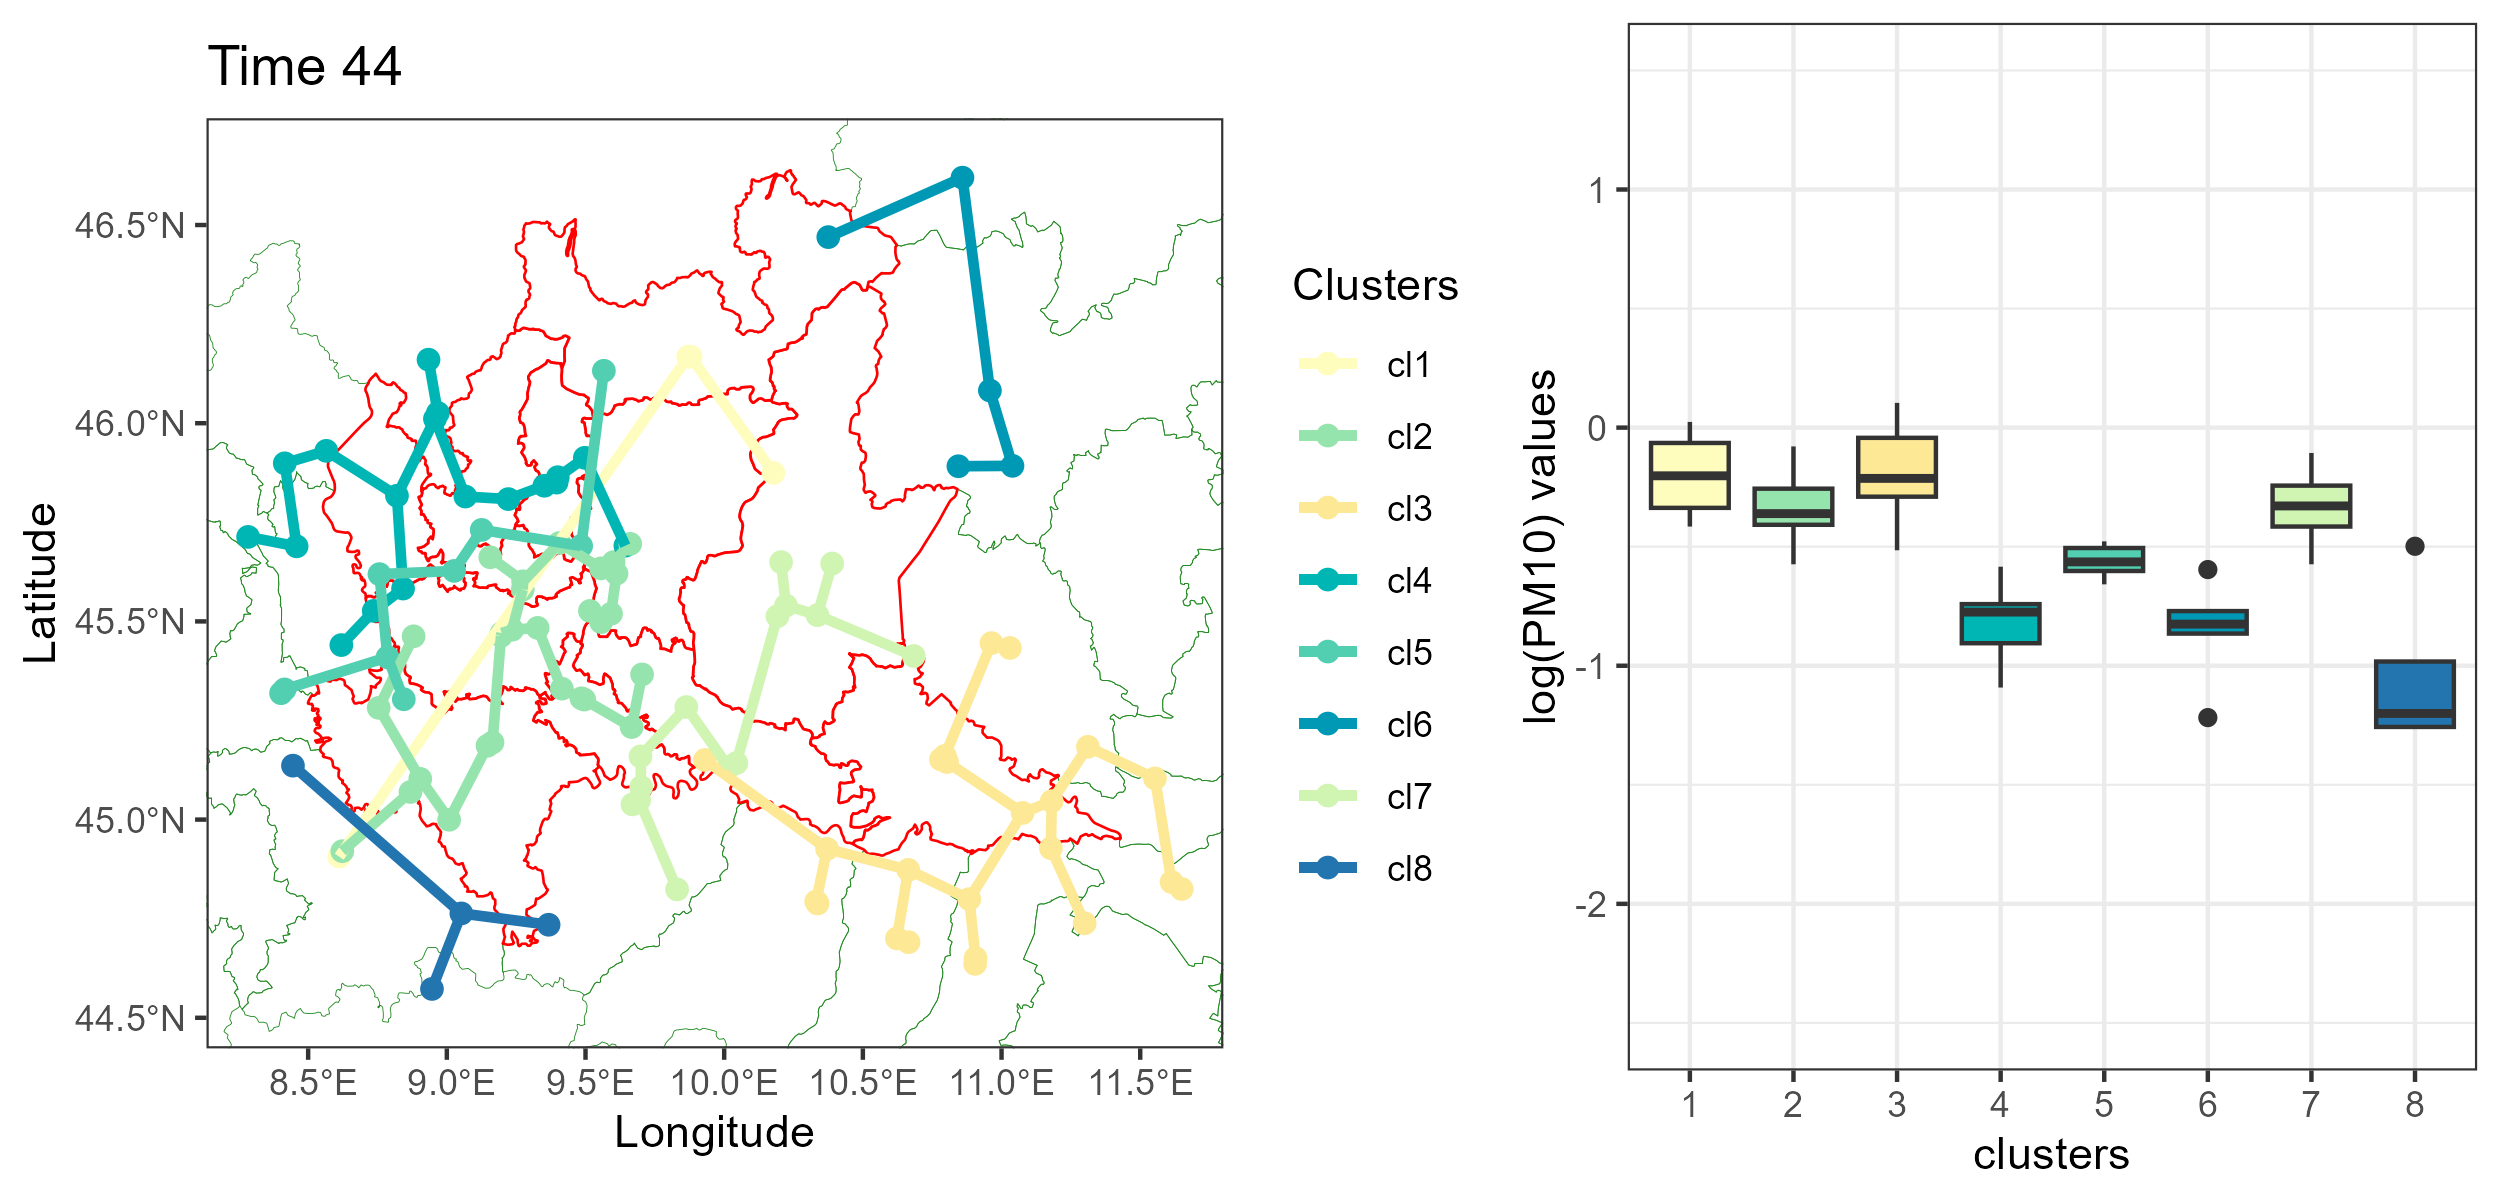 Time 44
46.5°N
46.0°N
45.5°N
45.0°N
44.5°N
Latitude
8.5°E 9.0°E 9.5°E 10.0°E 10.5°E 11.0°E 11.5°E
Longitude
Clusters
cl1
cl2
cl3
cl4
cl5
cl6
cl7
cl8
1
0
-1
-2
log(PM10) values
1 2 3 4 5 6 7 8
clusters